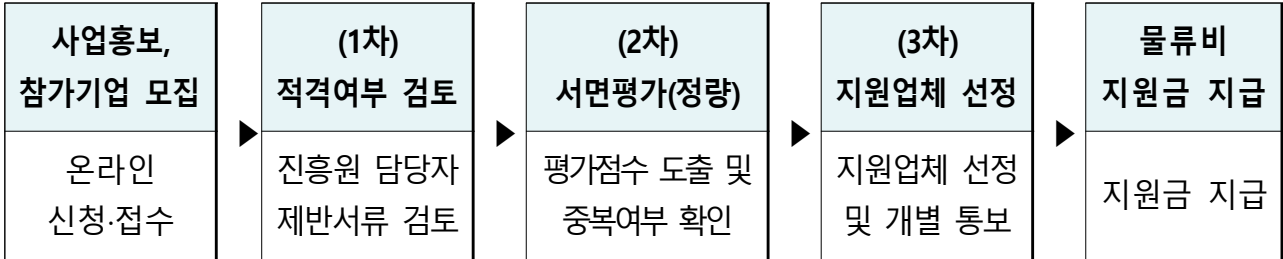 사업홍보,
참가기업 모집
온라인
신청·접수
▶
(1차)
적격여부 검토
진흥원 담당자
제반서류 검토
▶
(2차)
서면평가(정량)
평가점수 도출 및
중복여부 확인
▶
(3차)
지원업체 선정
지원업체 선정
및 개별 통보
▶
물류비
지원금 지급
지원금 지급